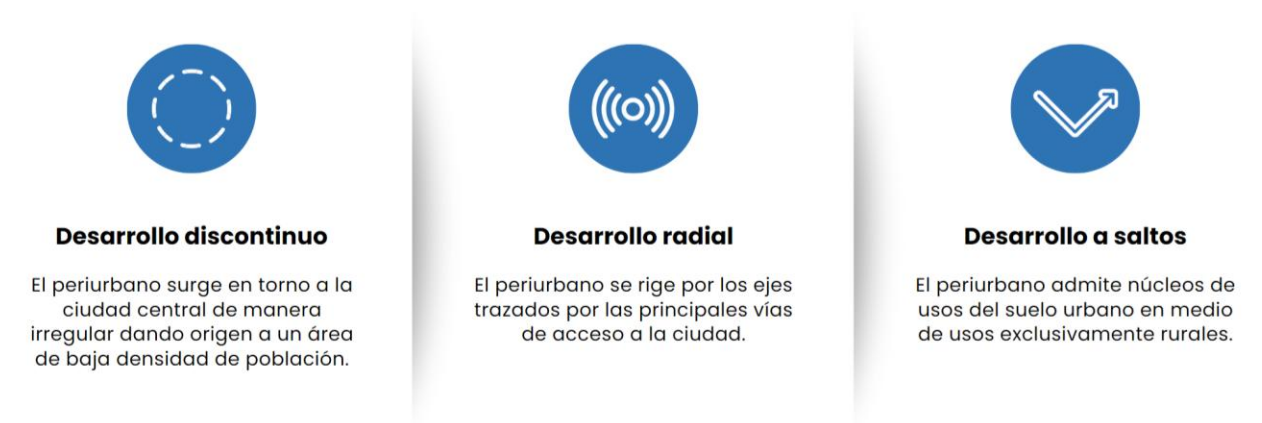 Desarrollo discontinuo
El periurbano surge en torno a la
ciudad central de manera
irregular dando origen a un área
de baja densidad de población.
Desarrollo radial
El periurbano se rige por los ejes
trazados por las principales vías
de acceso a la ciudad.
Desarrollo a saltos
El periurbano admite núcleos de
usos del suelo urbano en medio
de usos exclusivamente rurales.